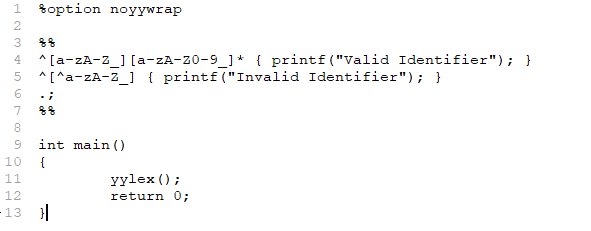 1 %option noyywrap
2
3 %%
4 ^[a-zA-Z_][a-zA-Z0-9_]* { printf("Valid Identifier"); }
5 ^[^a-zA-Z_] { printf("Invalid Identifier"); }
6 .;
7 %%
8
9 int main()
10 {
11 yylex();
12 return 0;
13 }